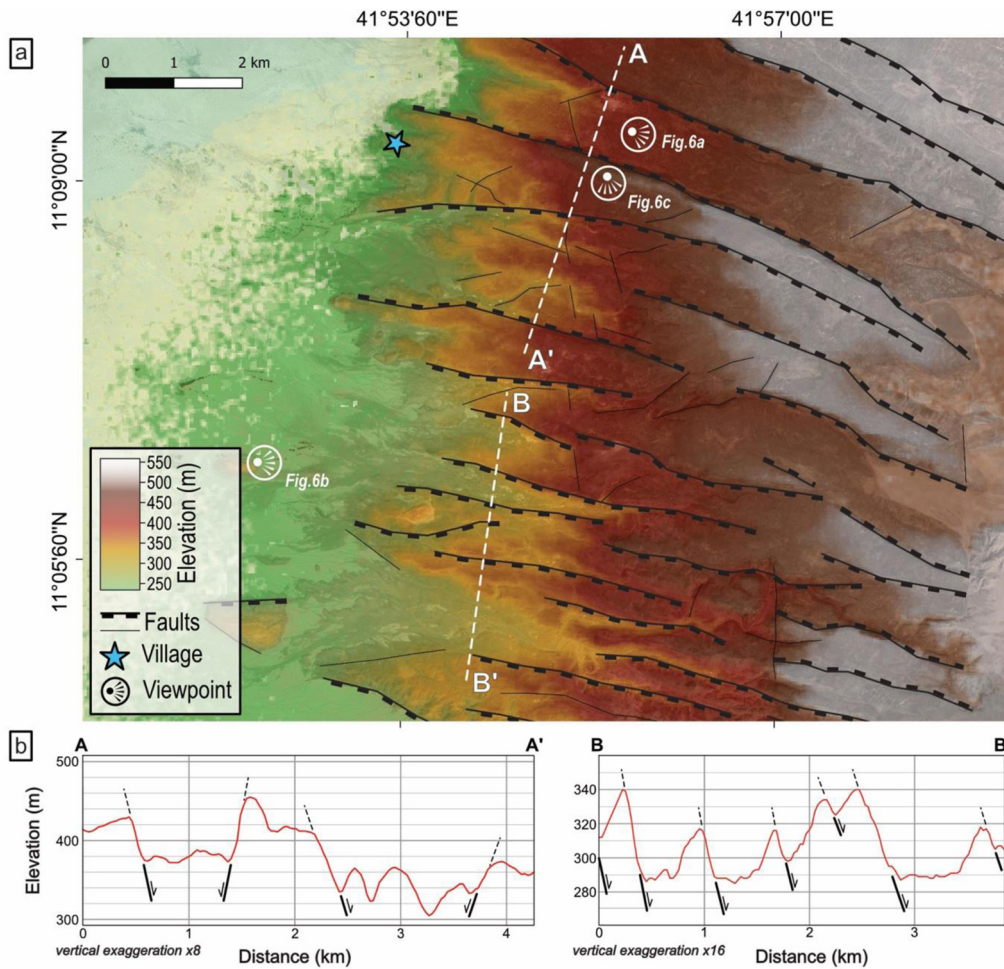 41°53'60"E 41°57'00"E
a
0 1 2 km
A
Fig.6a
11°09'00"N
Fig.6c
A'
B
550
500
450
400
350
300
250
Elevation (m)
Fig.6b
11°05'60"N
Faults
Village
Viewpoint
B'
b
A A' B B
500
400
300
Elevation (m)
340
320
300
280
0 1 2 3 4
0 1 2 3
vertical exaggeration x8 Distance (km)
vertical exaggeration x16 Distance (km)